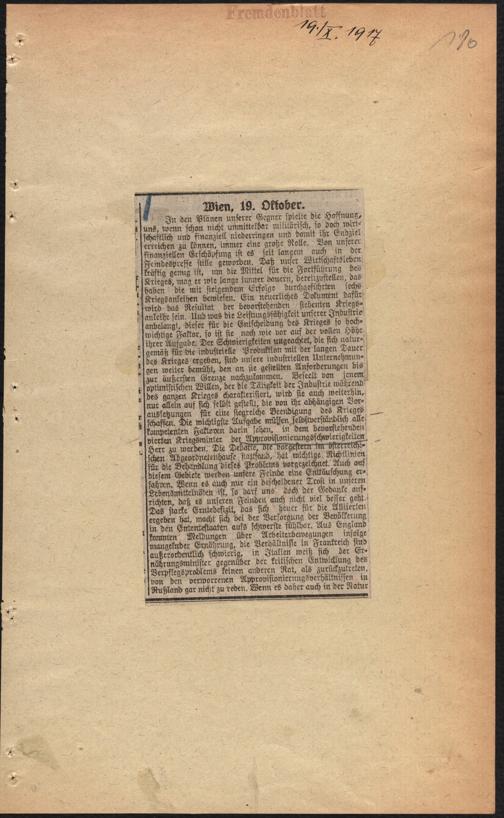 Fremdenblatt
19./X. 1917
Wien, 19. Oktober.
In den Plänen unserer Gegner spielte die Hoffnung,
uns, wenn schon nicht unmittelbar militärisch, so doch wirt-
schaftlich und finanziell niederringen und damit ihr Endziel
erreichen zu können, immer eine große Rolle. Von unserer
finanziellen Erschöpfung ist es seit langem auch in der
Feindespresse stille geworden. Daß unser Wirtschaftsleben
kräftig genug ist, um die Mittel für die Fortführung des
Krieges, mag er wie lange immer dauern, bereitzustellen, das
haben die mit steigendem Erfolge durchgeführten sechs
Kriegsanleihen bewiesen. Ein neuerliches Dokument dafür
wird das Resultat der bevorstehenden siebenten Kriegs-
anleihe sein. Und was die Leistungsfähigkeit unserer Industrie
anbelangt, dieser für die Entscheidung des Krieges so hoch-
wichtige Faktor, so ist sie nach wie vor auf der vollen Höhe
ihrer Aufgabe. Der Schwierigkeiten ungeachtet, die sich natur-
gemäß für die industrielle Produktion mit der langen Dauer
des Krieges ergeben, sich unsere industriellen Unternehmun-
gen weiter bemüht, den an sie gestellten Anforderungen bis
zur äußersten Grenze nachzukommen. Beseelt von jenem
optimistischen Willen, der die Tätigkeit der Industrie während
des ganzen Krieges charakterisiert, wird sie auch weiterhin,
nur allein auf sich selbst gestellt, die von ihr abhängigen Vor-
aussetzungen für eine siegreiche Beendigung des Krieges
schaffen. Die wichtigste Aufgabe müssen selbstverständlich alle
kompetenten Faktoren darin sehen, in dem bevorstehenden
vierten Kriegswinter der Approvisionierungsschwierigkeiten
Herr zu werden. Die Debatte, die vorgestern im österreichi-
schen Abgeordnetenhause stattfand, hat wichtige Richtlinien
für die Behandlung dieses Problems vorgezeichnet. Auch auf
diesem Gebiete werden unsere Feinde eine Enttäuschung er-
fahren. Wenn es auch nur ein bescheidener Trost in unseren
Lebensmittelnöten ist, so darf uns doch der Gedanke auf-
richten, daß es unseren Feinden auch nicht viel besser geht.
Das starke Erntedefizit, das sich heuer für die Alliierten
ergeben hat, macht sich bei der Versorgung der Bevölkerung
in den Ententestaaten aufs schwerste fühlbar. Aus England
kommen Meldungen über Arbeiterbewegungen infolge
mangelnder Ernährung, die Verhältnisse in Frankreich sind
außerordentlich schwierig, in Italien weiß sich der Er-
nährungsminister gegenüber der kritischen Entwicklung des
Verpflegsproblems keinen anderen Rat, als zurückzutreten,
von den verworrenen Approvisionierungsverhältnissen in
Rußland gar nicht zu reden. Wenn es daher auch in der Natur